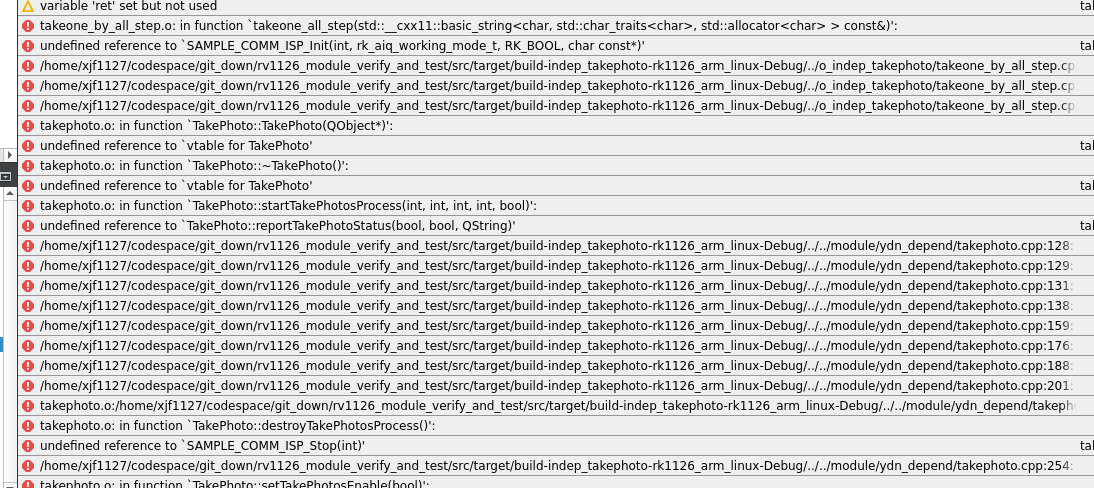 variable 'ret' set but not used
takeone_by_all_step.o: in function `takeone_all_step(std::__cxx11::basic_string<char, std::char_traits<char>, std::allocator<char> > const&)':
undefined reference to `SAMPLE_COMM_ISP_Init(int, rk_aiq_working_mode_t, RK_BOOL, char const*)'
/home/xjf1127/codespace/git_down/rv1126_module_verify_and_test/src/target/build-indep_takephoto-rk1126_arm_linux-Debug/../o_indep_takephoto/takeone_by_all_step.cp
/home/xjf1127/codespace/git_down/rv1126_module_verify_and_test/src/target/build-indep_takephoto-rk1126_arm_linux-Debug/../o_indep_takephoto/takeone_by_all_step.cp
/home/xjf1127/codespace/git_down/rv1126_module_verify_and_test/src/target/build-indep_takephoto-rk1126_arm_linux-Debug/../o_indep_takephoto/takeone_by_all_step.cp
takephoto.o: in function `TakePhoto::TakePhoto(QObject*)':
undefined reference to `vtable for TakePhoto'
takephoto.o: in function `TakePhoto::~TakePhoto()':
undefined reference to `vtable for TakePhoto'
takephoto.o: in function `TakePhoto::startTakePhotosProcess(int, int, int, int, bool)':
undefined reference to `TakePhoto::reportTakePhotoStatus(bool, bool, QString)'
/home/xjf1127/codespace/git_down/rv1126_module_verify_and_test/src/target/build-indep_takephoto-rk1126_arm_linux-Debug/../../module/ydn_depend/takephoto.cpp:128:
/home/xjf1127/codespace/git_down/rv1126_module_verify_and_test/src/target/build-indep_takephoto-rk1126_arm_linux-Debug/../../module/ydn_depend/takephoto.cpp:129:
/home/xjf1127/codespace/git_down/rv1126_module_verify_and_test/src/target/build-indep_takephoto-rk1126_arm_linux-Debug/../../module/ydn_depend/takephoto.cpp:131:
/home/xjf1127/codespace/git_down/rv1126_module_verify_and_test/src/target/build-indep_takephoto-rk1126_arm_linux-Debug/../../module/ydn_depend/takephoto.cpp:138:
/home/xjf1127/codespace/git_down/rv1126_module_verify_and_test/src/target/build-indep_takephoto-rk1126_arm_linux-Debug/../../module/ydn_depend/takephoto.cpp:159:
/home/xjf1127/codespace/git_down/rv1126_module_verify_and_test/src/target/build-indep_takephoto-rk1126_arm_linux-Debug/../../module/ydn_depend/takephoto.cpp:176:
/home/xjf1127/codespace/git_down/rv1126_module_verify_and_test/src/target/build-indep_takephoto-rk1126_arm_linux-Debug/../../module/ydn_depend/takephoto.cpp:188:
/home/xjf1127/codespace/git_down/rv1126_module_verify_and_test/src/target/build-indep_takephoto-rk1126_arm_linux-Debug/../../module/ydn_depend/takephoto.cpp:201:
takephoto.o:/home/xjf1127/codespace/git_down/rv1126_module_verify_and_test/src/target/build-indep_takephoto-rk1126_arm_linux-Debug/../../module/ydn_depend/takeph
takephoto.o: in function `TakePhoto::destroyTakePhotosProcess()':
undefined reference to `SAMPLE_COMM_ISP_Stop(int)'
/home/xjf1127/codespace/git_down/rv1126_module_verify_and_test/src/target/build-indep_takephoto-rk1126_arm_linux-Debug/../../module/ydn_depend/takephoto.cpp:254:
takephoto.o: in function `TakePhoto::setTakePhotosEnable(bool)':